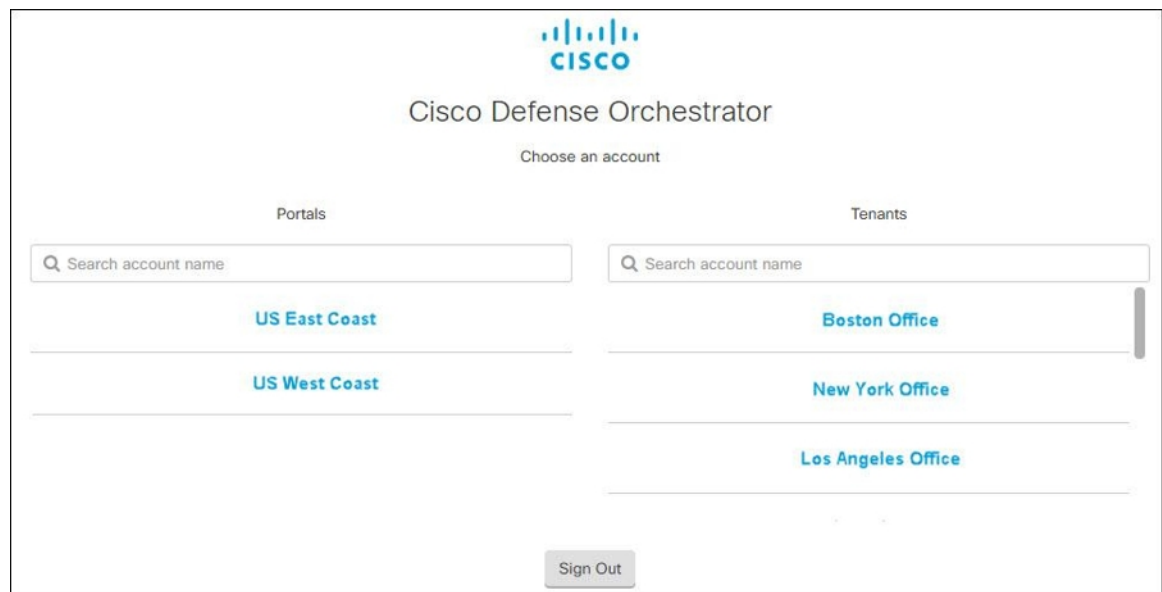 CISCO
Cisco Defense Orchestrator
Choose an account
Portals
Tenants
Search account name
Search account name
US East Coast
Boston Office
US West Coast
New York Office
Los Angeles Office
Sign Out